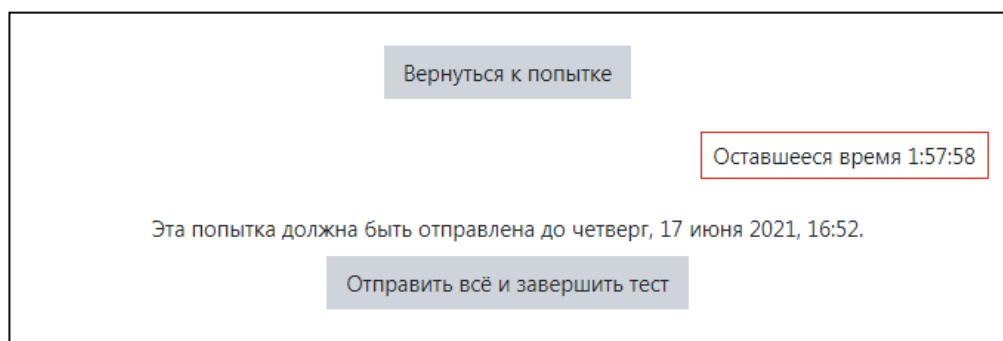 Вернуться к попытке
Оставшееся время 1:57:58
Эта попытка должна быть отправлена до четверг, 17 июня 2021, 16:52.
Отправить всё и завершить тест